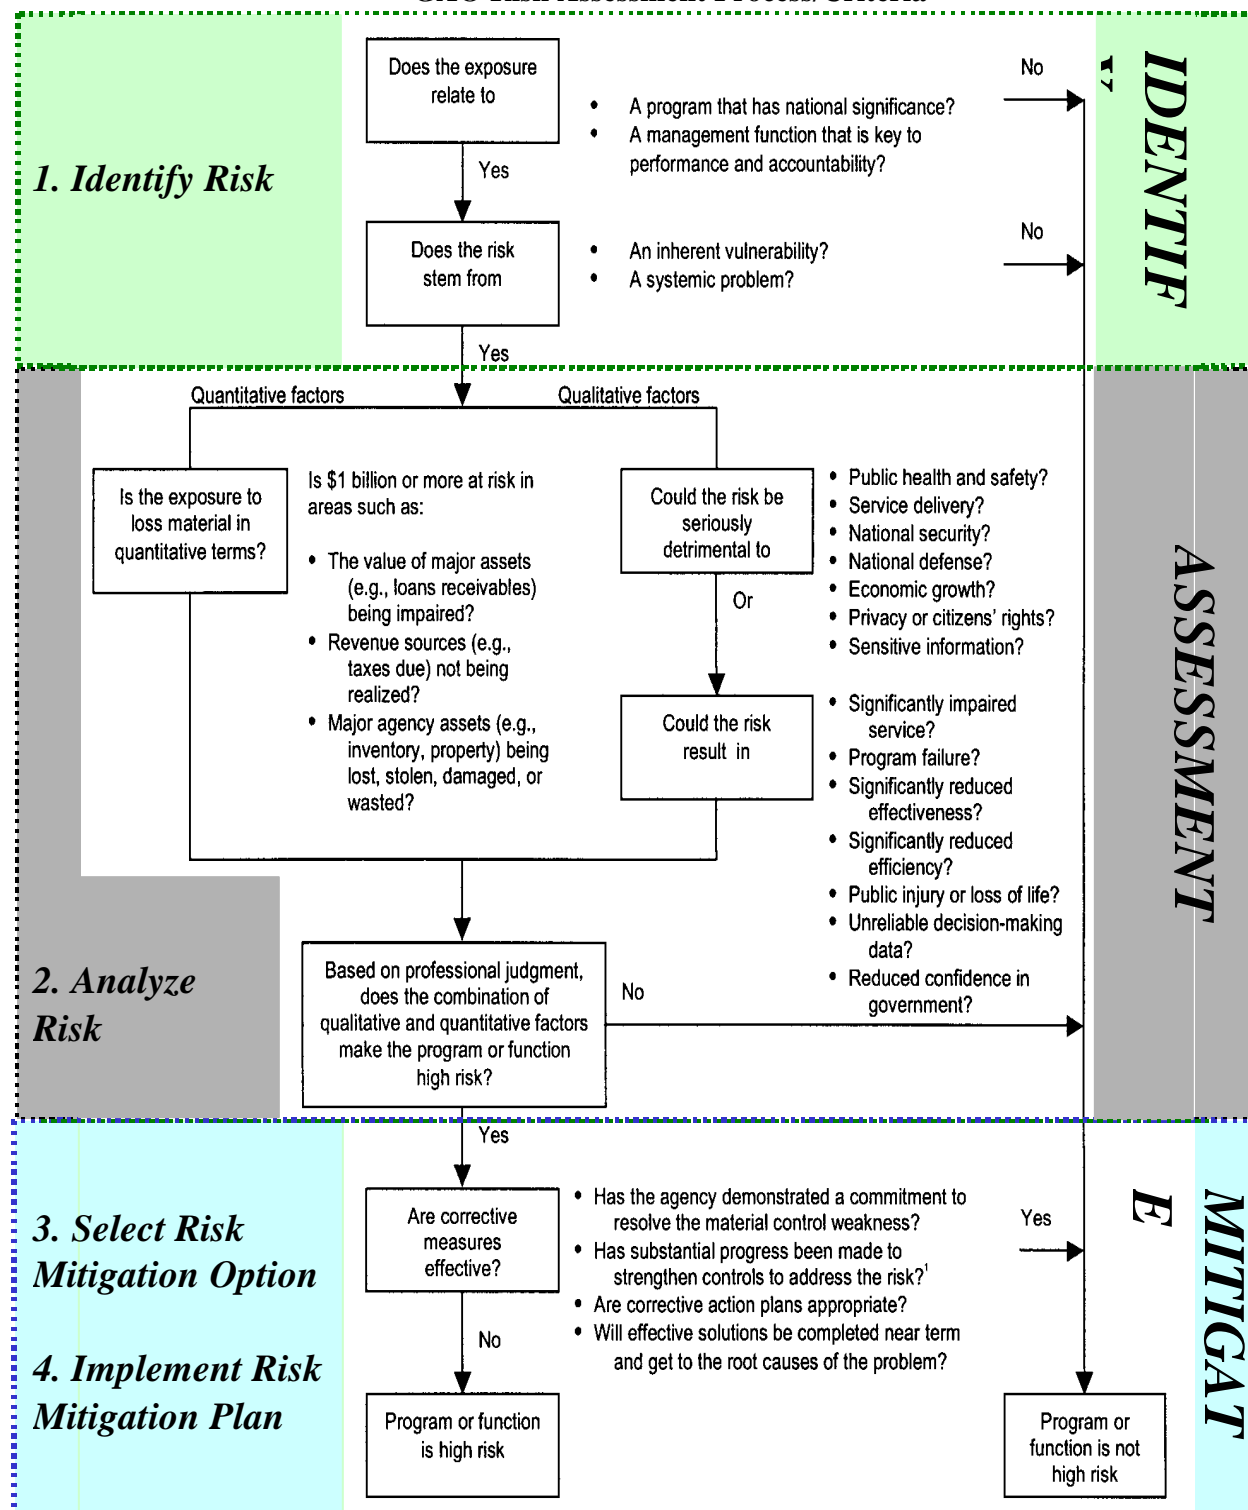 Does the exposure
relate to
• A program that has national significance?
• A management function that is key to
performance and accountability?
No
Yes
1. Identify Risk
Does the risk
stem from
• An inherent vulnerability?
• A systemic problem?
No
Yes
IDENTIF
Y
Quantitative factors
Qualitative factors
Is the exposure to
loss material in
quantitative terms?
Is $1 billion or more at risk in
areas such as:
• The value of major assets
(e.g., loans receivables)
being impaired?
• Revenue sources (e.g.,
taxes due) not being
realized?
• Major agency assets (e.g.,
inventory, property) being
lost, stolen, damaged, or
wasted?
Could the risk be
seriously
detrimental to
• Public health and safety?
• Service delivery?
• National security?
• National defense?
• Economic growth?
• Privacy or citizens' rights?
• Sensitive information?
Or
Could the risk
result in
• Significantly impaired
service?
• Program failure?
• Significantly reduced
effectiveness?
• Significantly reduced
efficiency?
• Public injury or loss of life?
• Unreliable decision-making
data?
• Reduced confidence in
government?
ASSESSMENT
2. Analyze
Risk
Based on professional judgment,
does the combination of
qualitative and quantitative factors
make the program or function
high risk?
No
Yes
3. Select Risk
Mitigation Option
4. Implement Risk
Mitigation Plan
Are corrective
measures
effective?
• Has the agency demonstrated a commitment to
resolve the material control weakness?
• Has substantial progress been made to
strengthen controls to address the risk?¹
• Are corrective action plans appropriate?
• Will effective solutions be completed near term
and get to the root causes of the problem?
Yes
No
Program or function
is high risk
Program or
function is not
high risk
MITIGAT
E